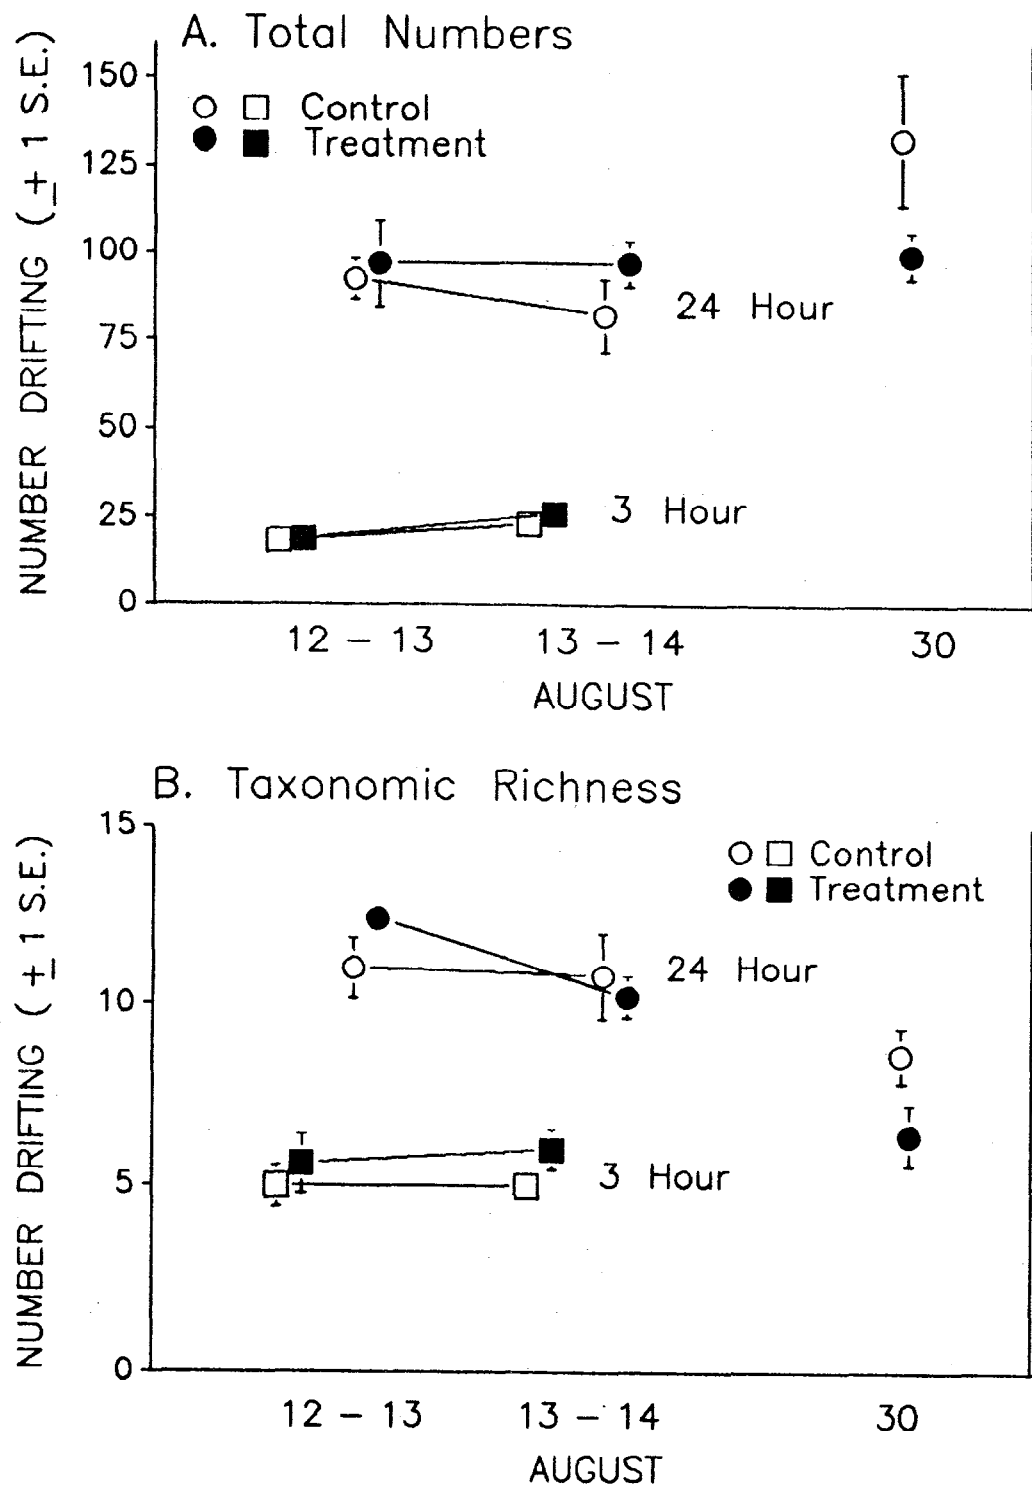 A. Total Numbers
NUMBER DRIFTING (± 1 S.E.)
150
125
100
75
50
25
0
Control
Treatment
24 Hour
3 Hour
12 – 13
13 – 14
30
AUGUST
B. Taxonomic Richness
NUMBER DRIFTING (± 1 S.E.)
15
10
5
0
Control
Treatment
24 Hour
3 Hour
12 – 13
13 – 14
30
AUGUST